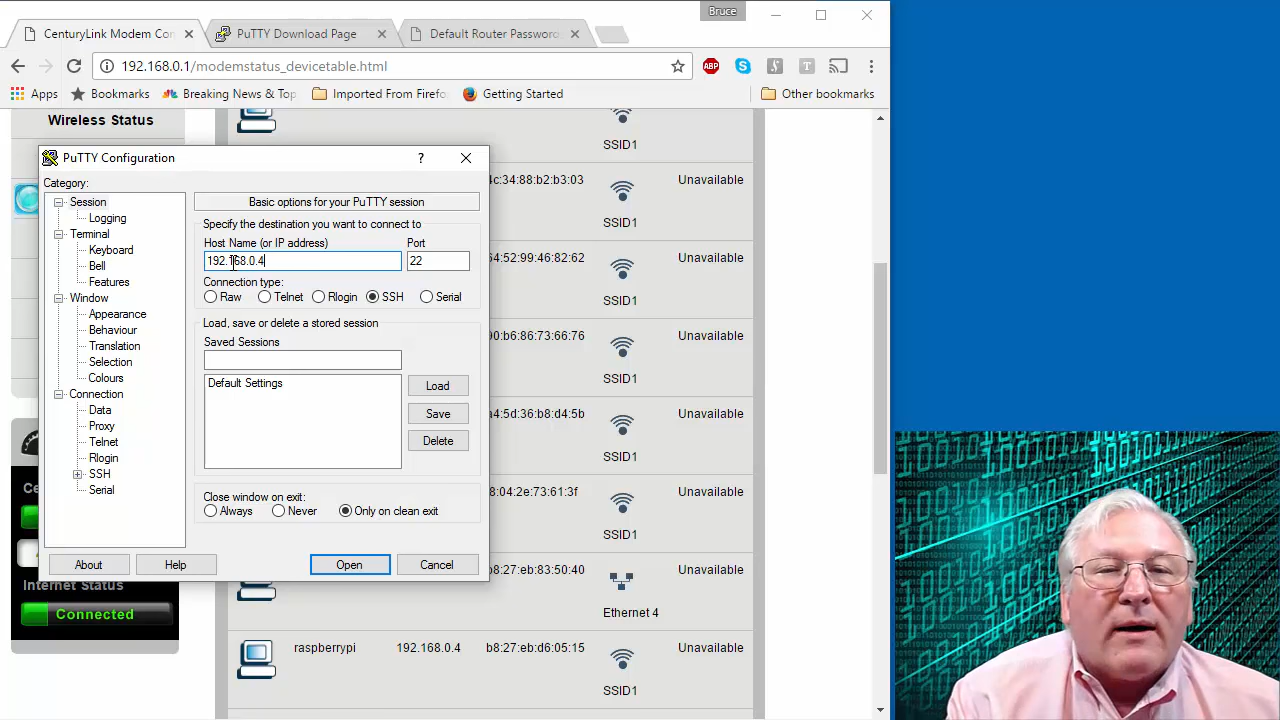 Bruce
CenturyLink Modem Con
PuTTY Download Page
Default Router Passwords
192.168.0.1/modemstatus_devicetable.html
ABP
Apps
Bookmarks
Breaking News & Top
Imported From Firefo
Getting Started
Other bookmarks
Wireless Status
SSID1
c:34:88:b2:b3:03
Unavailable
SSID1
64:52:99:46:82:62
Unavailable
SSID1
90:b6:86:73:66:76
Unavailable
SSID1
a4:5d:36:b8:d4:5b
Unavailable
SSID1
8:04:2e:73:61:3f
Unavailable
SSID1
b8:27:eb:83:50:40
Unavailable
Ethernet 4
raspberrypi
192.168.0.4
b8:27:eb:d6:05:15
Unavailable
SSID1
PuTTY Configuration
?
Category:
Session
Logging
Terminal
Keyboard
Bell
Features
Window
Appearance
Behaviour
Translation
Selection
Colours
Connection
Data
Proxy
Telnet
Rlogin
SSH
Serial
Basic options for your PuTTY session
Specify the destination you want to connect to
Host Name (or IP address)
Port
192.168.0.4
22
Connection type:
Raw
Telnet
Rlogin
SSH
Serial
Load, save or delete a stored session
Saved Sessions
Default Settings
Load
Save
Delete
Close window on exit:
Always
Never
Only on clean exit
About
Help
Open
Cancel
Ce
Internet Status
Connected